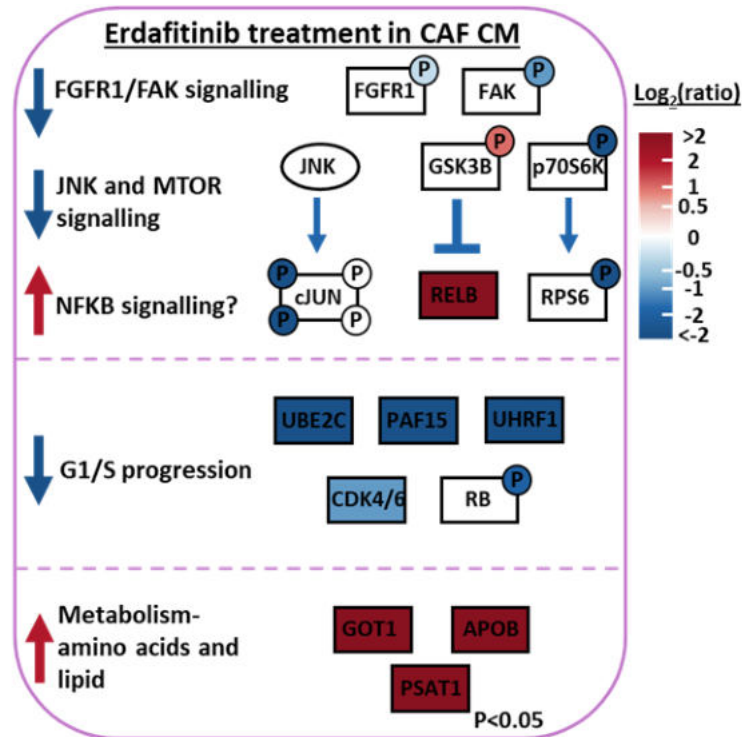 Erdafitinib treatment in CAF CM
FGFR1/FAK signalling
P
P
FGFR1
FAK
Log2(ratio)
>2
2
1
0.5
0
-0.5
-1
-2
<-2
JNK and MTOR
signalling
P
P
JNK
GSK3B
p70S6K
NFKB signalling?
P
P
P
cJUN
RELB
RPS6
P
P
G1/S progression
UBE2C
PAF15
UHRF1
P
CDK4/6
RB
Metabolism-
amino acids and
lipid
GOT1
APOB
PSAT1
P<0.05